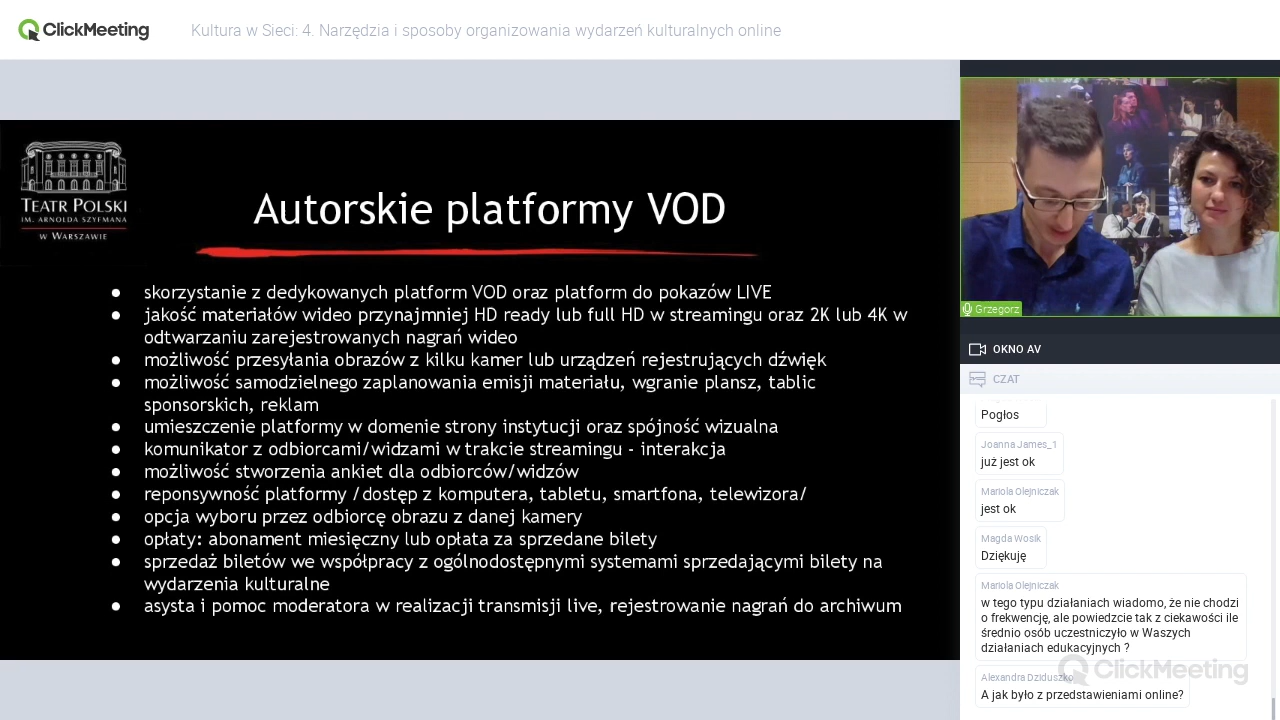 ClickMeeting
Kultura w Sieci: 4. Narzędzia i sposoby organizowania wydarzeń kulturalnych online
TEATR POLSKI
IM. ARNOLDA SZYFMANA
W WARSZAWIE
Autorskie platformy VOD
skorzystanie z dedykowanych platform VOD oraz platform do pokazów LIVE
jakość materiałów wideo przynajmniej HD ready lub full HD w streamingu oraz 2K lub 4K w
odtwarzaniu zarejestrowanych nagrań wideo
możliwość przesyłania obrazów z kilku kamer lub urządzeń rejestrujących dźwięk
możliwość samodzielnego zaplanowania emisji materiału, wgranie plansz, tablic
sponsorskich, reklam
umieszczenie platformy w domenie strony instytucji oraz spójność wizualna
komunikator z odbiorcami/widzami w trakcie streamingu - interakcja
możliwość stworzenia ankiet dla odbiorców/widzów
reponsywność platformy /dostęp z komputera, tabletu, smartfona, telewizora/
opcja wyboru przez odbiorcę obrazu z danej kamery
opłaty: abonament miesięczny lub opłata za sprzedane bilety
sprzedaż biletów we współpracy z ogólnodostępnymi systemami sprzedającymi bilety na
wydarzenia kulturalne
asysta i pomoc moderatora w realizacji transmisji live, rejestrowanie nagrań do archiwum
Grzegorz
OKNO AV
CZAT
Pogłos
Joanna James_1
już jest ok
Mariola Olejniczak
jest ok
Magda Wosik
Dziękuję
Mariola Olejniczak
w tego typu działaniach wiadomo, że nie chodzi
o frekwencję, ale powiedzcie tak z ciekawości ile
średnio osób uczestniczyło w Waszych
działaniach edukacyjnych ?
ClickMeeting
Alexandra Dziduszko
A jak było z przedstawieniami online?